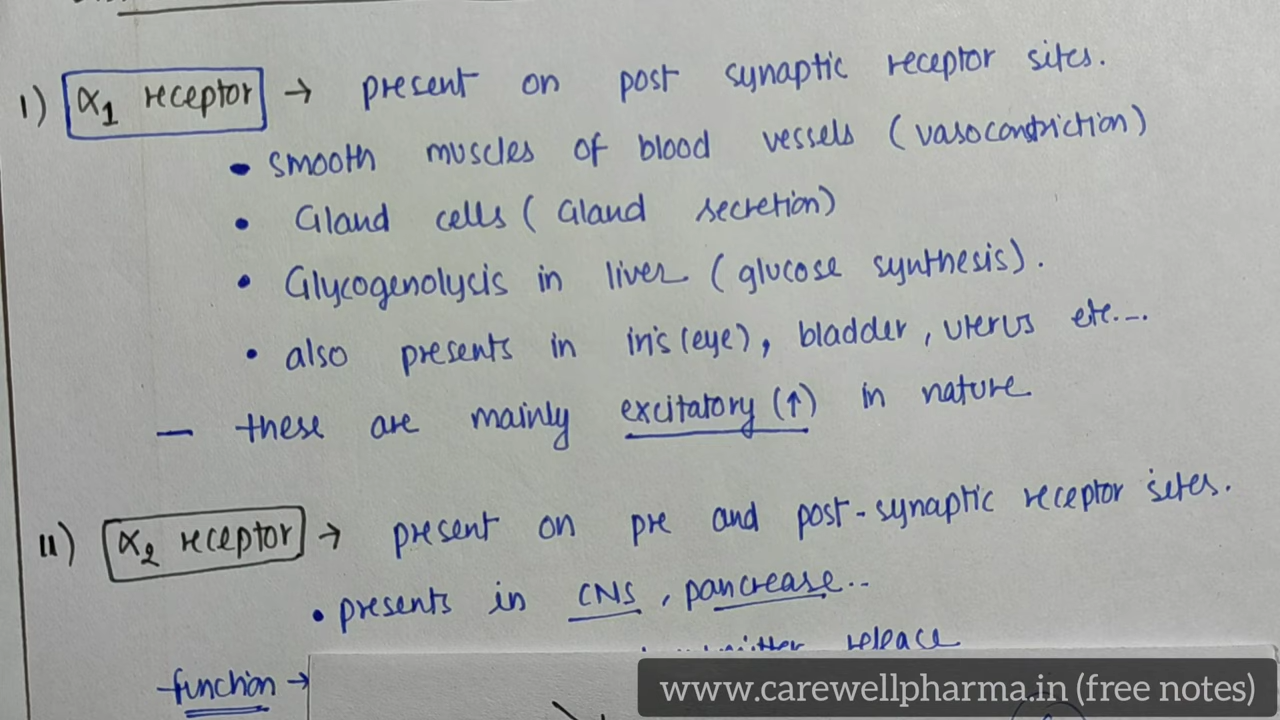 I) α1 receptor → present on post synaptic receptor sites.
• smooth muscles of blood vessels (vasoconstriction)
• Gland cells (Gland secretion)
• Glycogenolysis in liver (glucose synthesis).
• also presents in iris (eye), bladder, uterus etc...
— these are mainly excitatory (↑) in nature
II) α2 receptor → present on pre and post-synaptic receptor sites.
• presents in CNS, pancrease..
release
-function →
www.carewellpharma.in (free notes)